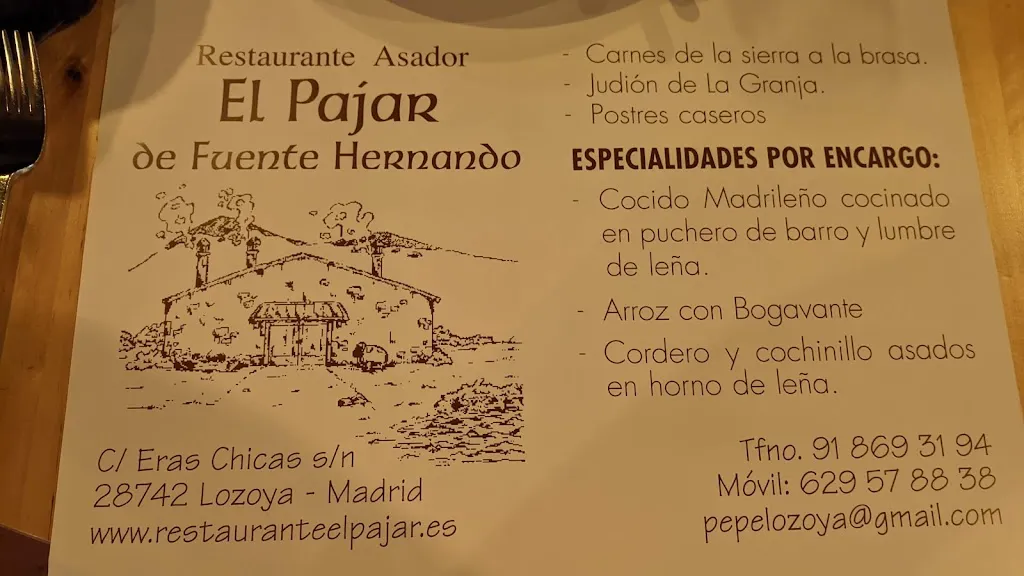 Restaurante Asador
El Pajar
de Fuente Hernando
C/ Eras Chicas s/n
28742 Lozoya - Madrid
www.restauranteelpajar.es
- Carnes de la sierra a la brasa.
- Judión de La Granja.
- Postres caseros
ESPECIALIDADES POR ENCARGO:
- Cocido Madrileño cocinado
en puchero de barro y lumbre
de leña.
- Arroz con Bogavante
- Cordero y cochinillo asados
en horno de leña.
Tfno. 91 869 31 94
Móvil: 629 57 88 38
pepelozoya@gmail.com